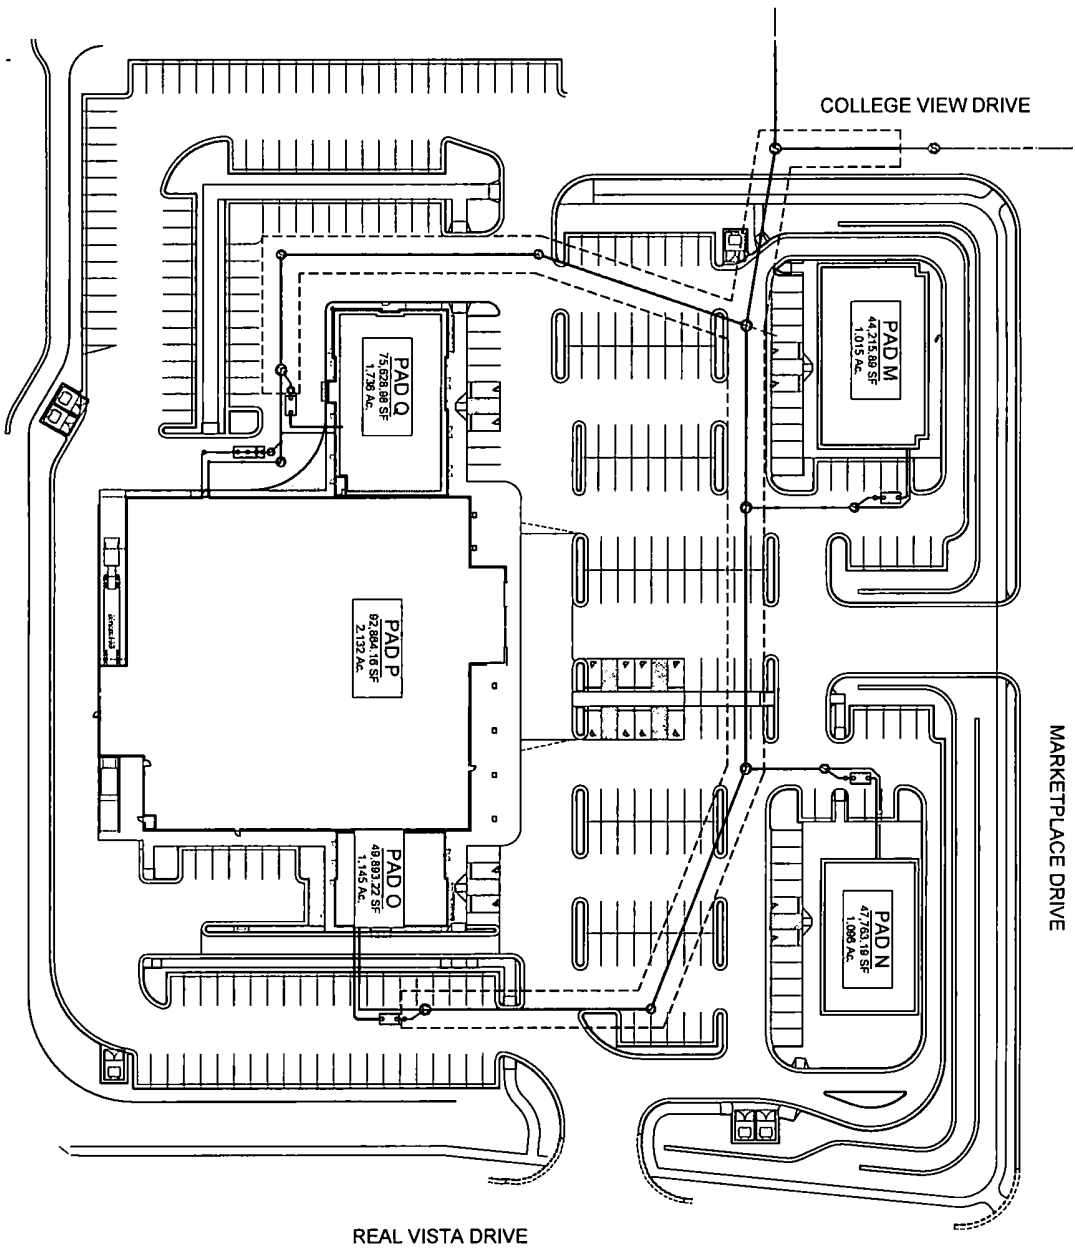 COLLEGE VIEW DRIVE
PAD M
44,215.89 SF
1.015 Ac.
PAD Q
75,628.98 SF
1.736 Ac.
PAD P
92,884.16 SF
2.132 Ac.
MARKETPLACE DRIVE
PAD O
49,893.22 SF
1.145 Ac.
PAD N
47,763.19 SF
1.096 Ac.
REAL VISTA DRIVE